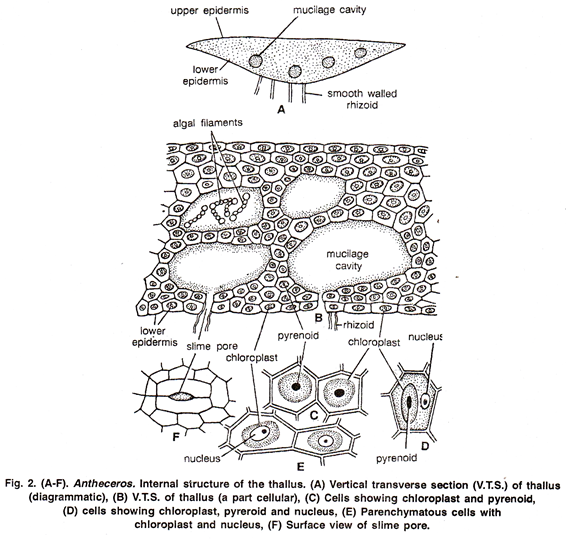 upper epidermis
mucilage cavity
lower
epidermis
smooth walled
rhizoid
A
algal filaments
mucilage
cavity
B
lower
epidermis
slime pore
chloroplast
pyrenoid
rhizoid
chloroplast
nucleus
C
D
F
nucleus
E
pyrenoid
Fig. 2. (A-F). Antheceros. Internal structure of the thallus. (A) Vertical transverse section (V.T.S.) of thallus
(diagrammatic), (B) V.T.S. of thallus (a part cellular), (C) Cells showing chloroplast and pyrenoid,
(D) cells showing chloroplast, pyreroid and nucleus, (E) Parenchymatous cells with
chloroplast and nucleus, (F) Surface view of slime pore.